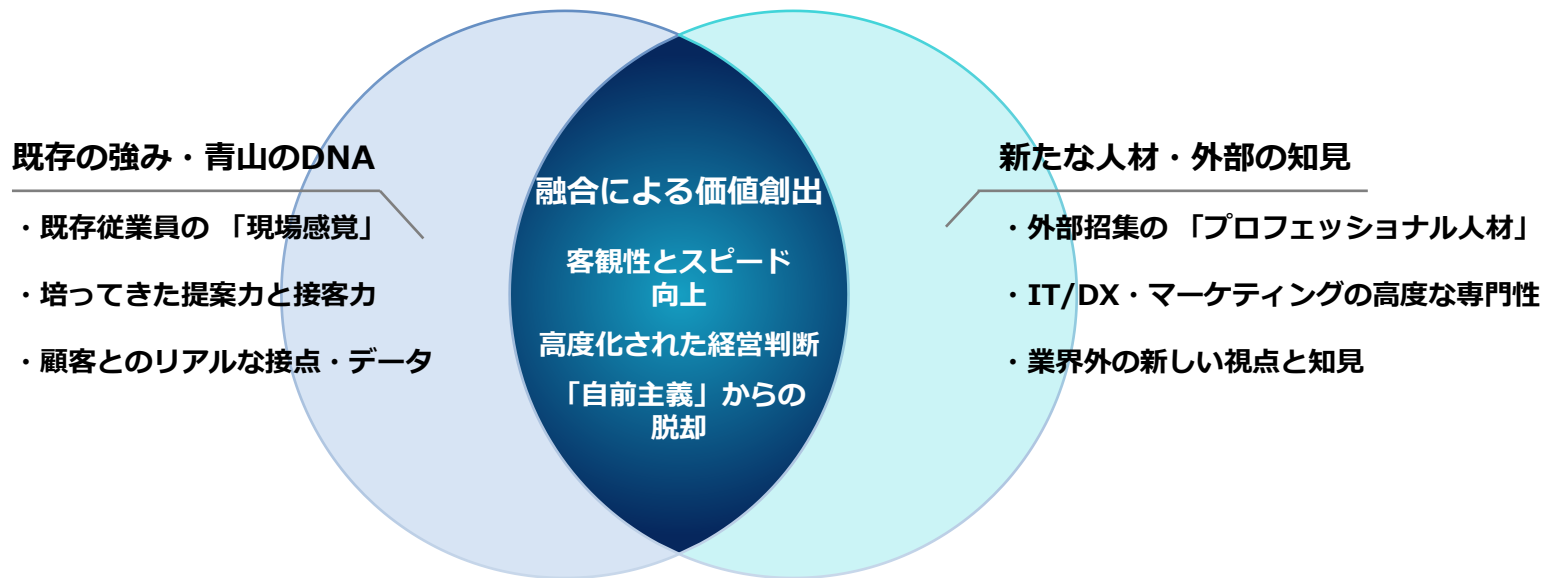 既存の強み・青山のDNA
・既存従業員の 「現場感覚」
・培ってきた提案力と接客力
・顧客とのリアルな接点・データ
融合による価値創出
客観性とスピード
向上
高度化された経営判断
「自前主義」からの
脱却
新たな人材・外部の知見
・外部招集の 「プロフェッショナル人材」
・IT/DX・マーケティングの高度な専門性
・業界外の新しい視点と知見